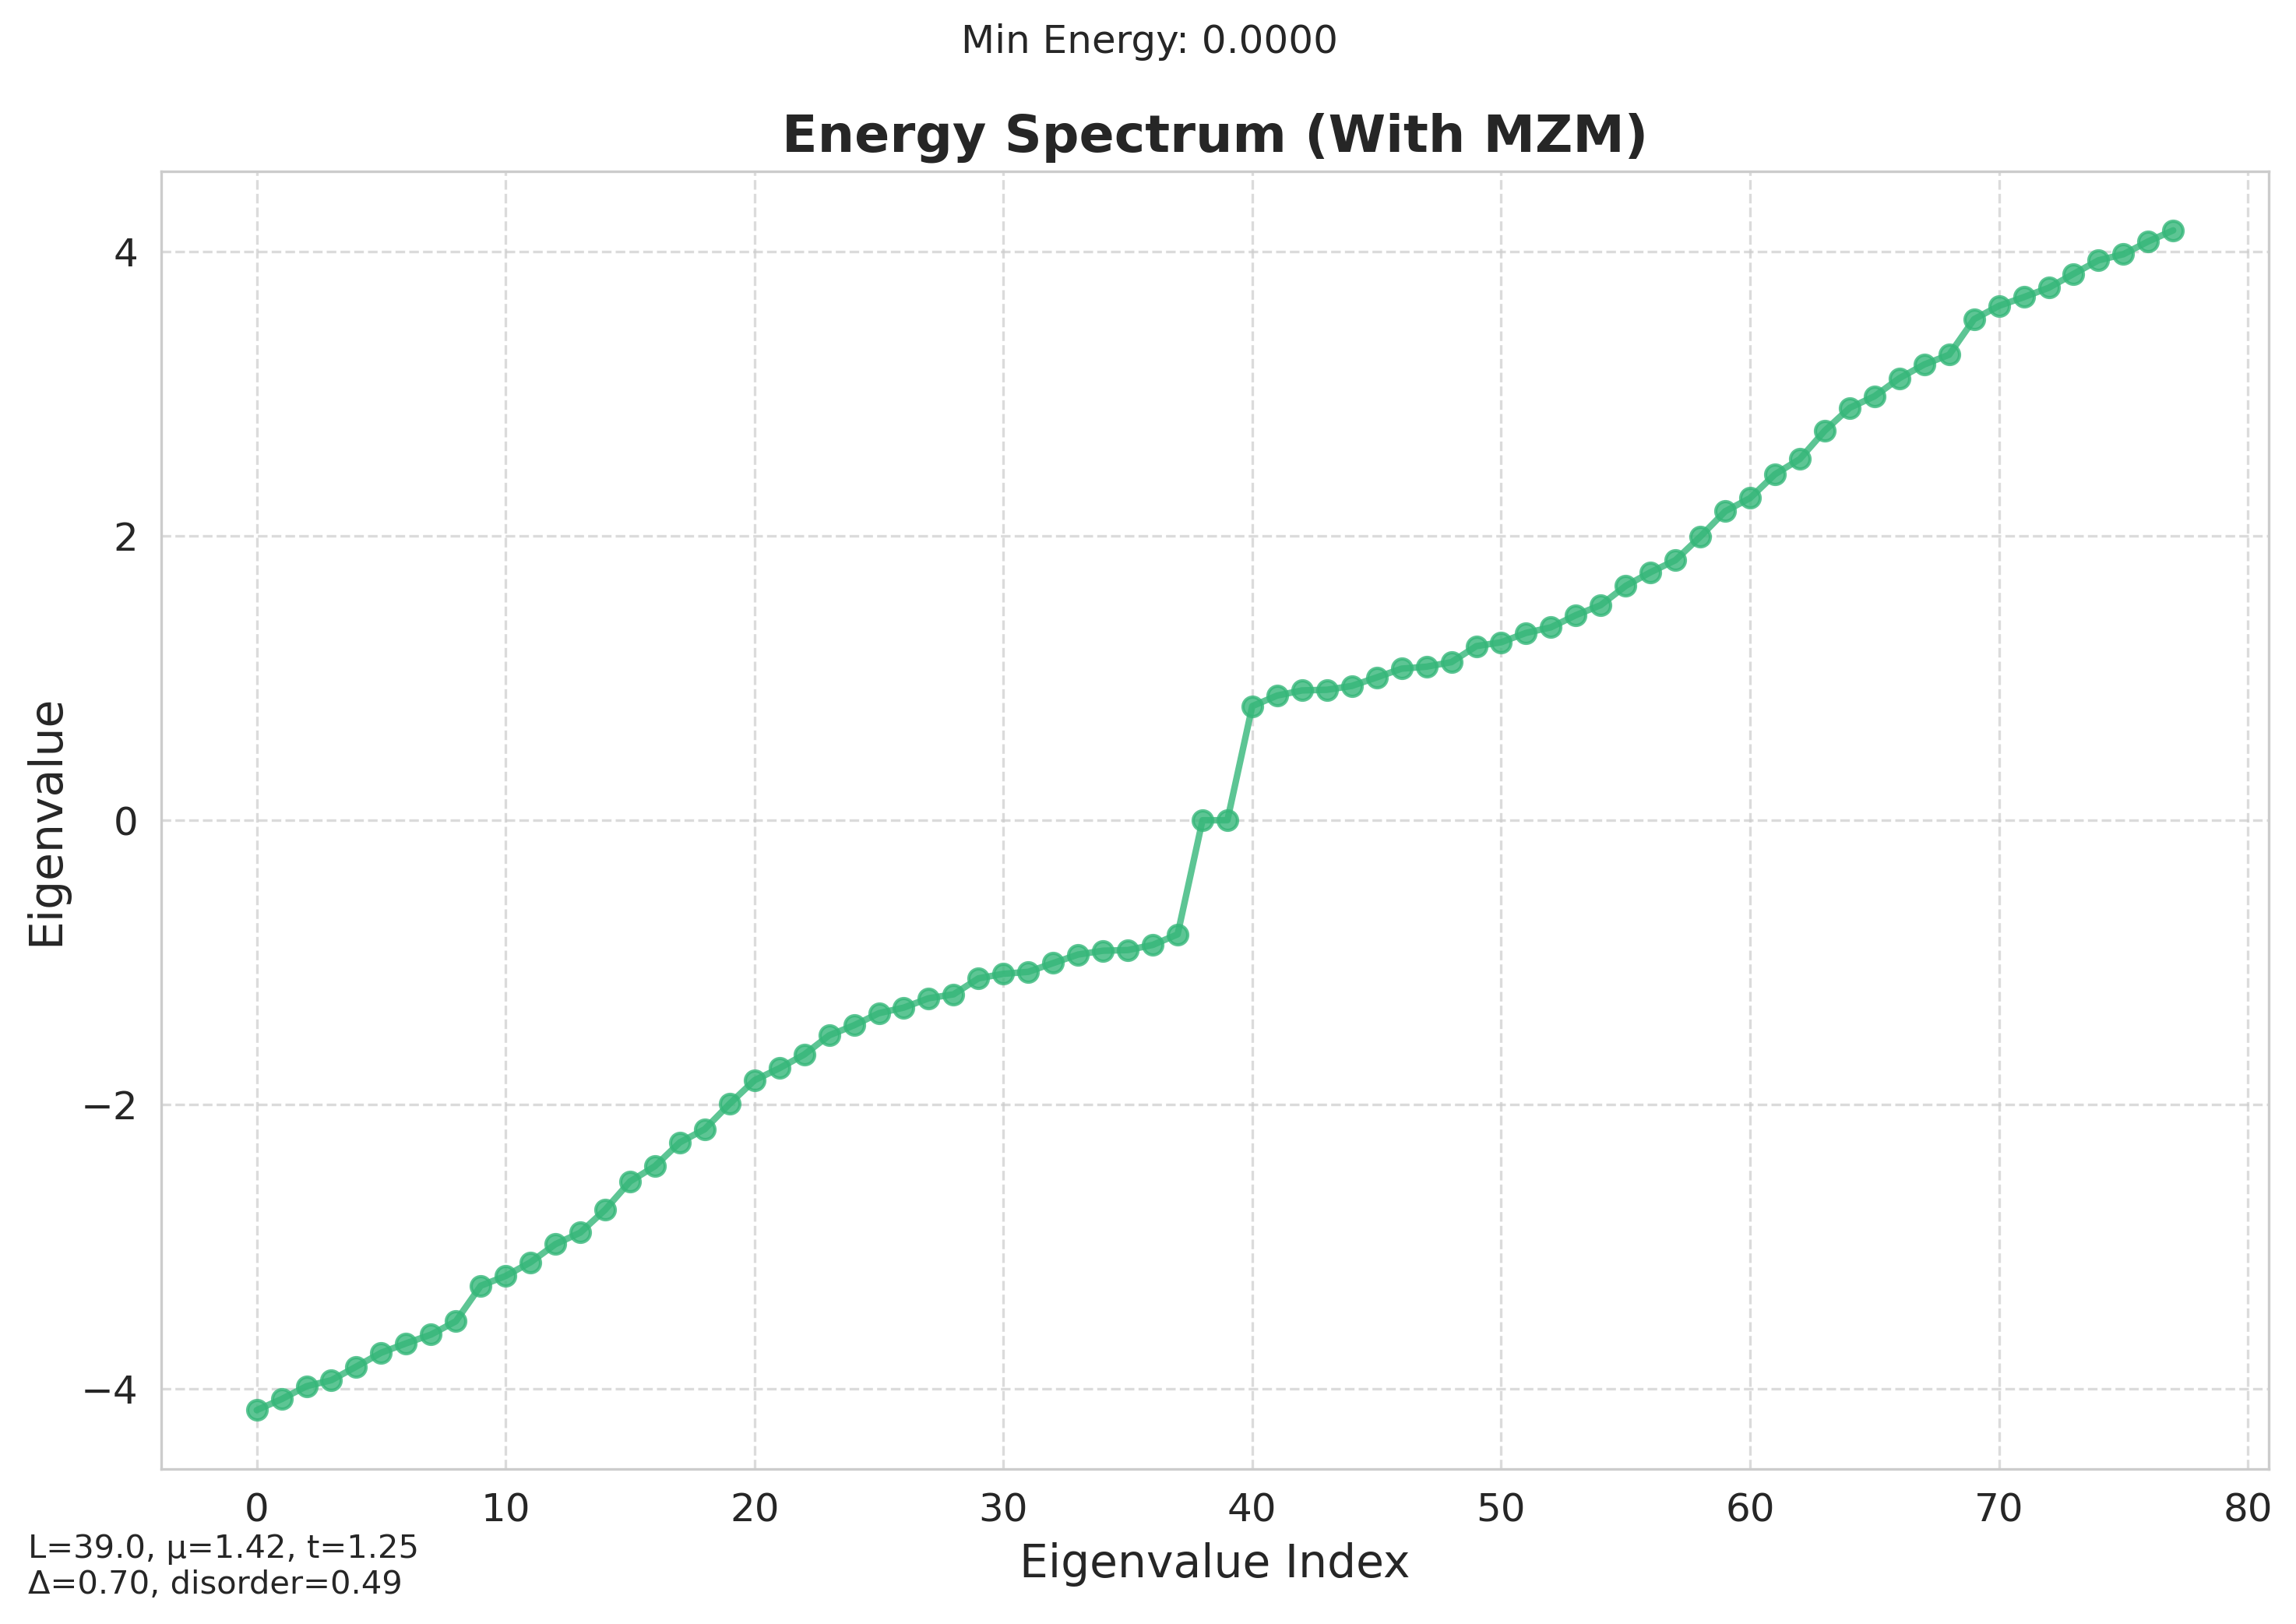 Min Energy: 0.0000
Energy Spectrum (With MZM)
Eigenvalue
4
2
0
−2
−4
0 10 20 30 40 50 60 70 80
Eigenvalue Index
L=39.0, μ=1.42, t=1.25
Δ=0.70, disorder=0.49